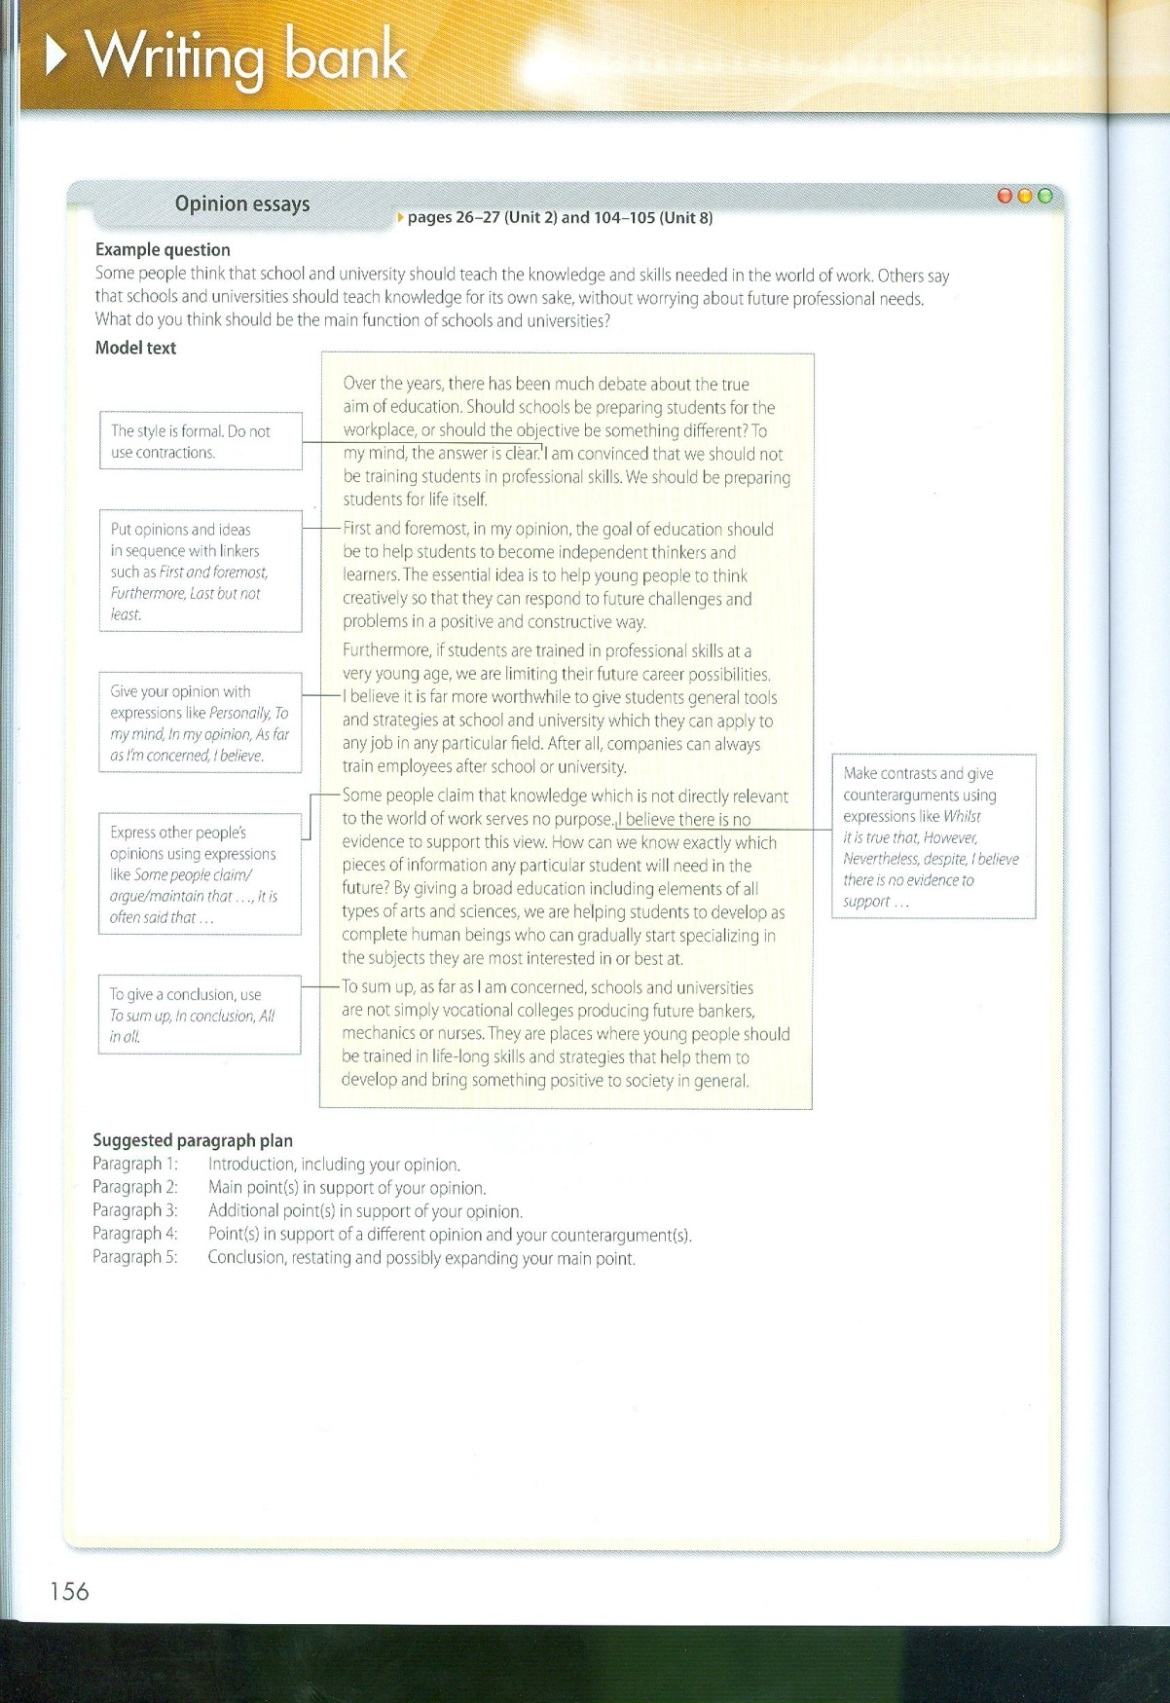 Writing bank
Opinion essays
pages 26–27 (Unit 2) and 104–105 (Unit 8)
Example question
Some people think that school and university should teach the knowledge and skills needed in the world of work. Others say
that schools and universities should teach knowledge for its own sake, without worrying about future professional needs.
What do you think should be the main function of schools and universities?
Model text
The style is formal. Do not
use contractions.
Put opinions and ideas
in sequence with linkers
such as First and foremost,
Furthermore, Last but not
least.
Give your opinion with
expressions like Personally, To
my mind, In my opinion, As far
as I'm concerned, I believe.
Express other people's
opinions using expressions
like Some people claim/
argue/maintain that ..., it is
often said that ...
To give a conclusion, use
To sum up, In conclusion, All
in all.
Over the years, there has been much debate about the true
aim of education. Should schools be preparing students for the
workplace, or should the objective be something different? To
my mind, the answer is clear. I am convinced that we should not
be training students in professional skills. We should be preparing
students for life itself.
First and foremost, in my opinion, the goal of education should
be to help students to become independent thinkers and
learners. The essential idea is to help young people to think
creatively so that they can respond to future challenges and
problems in a positive and constructive way.
Furthermore, if students are trained in professional skills at a
very young age, we are limiting their future career possibilities.
I believe it is far more worthwhile to give students general tools
and strategies at school and university which they can apply to
any job in any particular field. After all, companies can always
train employees after school or university.
Some people claim that knowledge which is not directly relevant
to the world of work serves no purpose. I believe there is no
evidence to support this view. How can we know exactly which
pieces of information any particular student will need in the
future? By giving a broad education including elements of all
types of arts and sciences, we are helping students to develop as
complete human beings who can gradually start specializing in
the subjects they are most interested in or best at.
To sum up, as far as I am concerned, schools and universities
are not simply vocational colleges producing future bankers,
mechanics or nurses. They are places where young people should
be trained in life-long skills and strategies that help them to
develop and bring something positive to society in general.
Make contrasts and give
counterarguments using
expressions like Whilst
it is true that, However,
Nevertheless, despite, I believe
there is no evidence to
support ...
Suggested paragraph plan
Paragraph 1: Introduction, including your opinion.
Paragraph 2: Main point(s) in support of your opinion.
Paragraph 3: Additional point(s) in support of your opinion.
Paragraph 4: Point(s) in support of a different opinion and your counterargument(s).
Paragraph 5: Conclusion, restating and possibly expanding your main point.
156